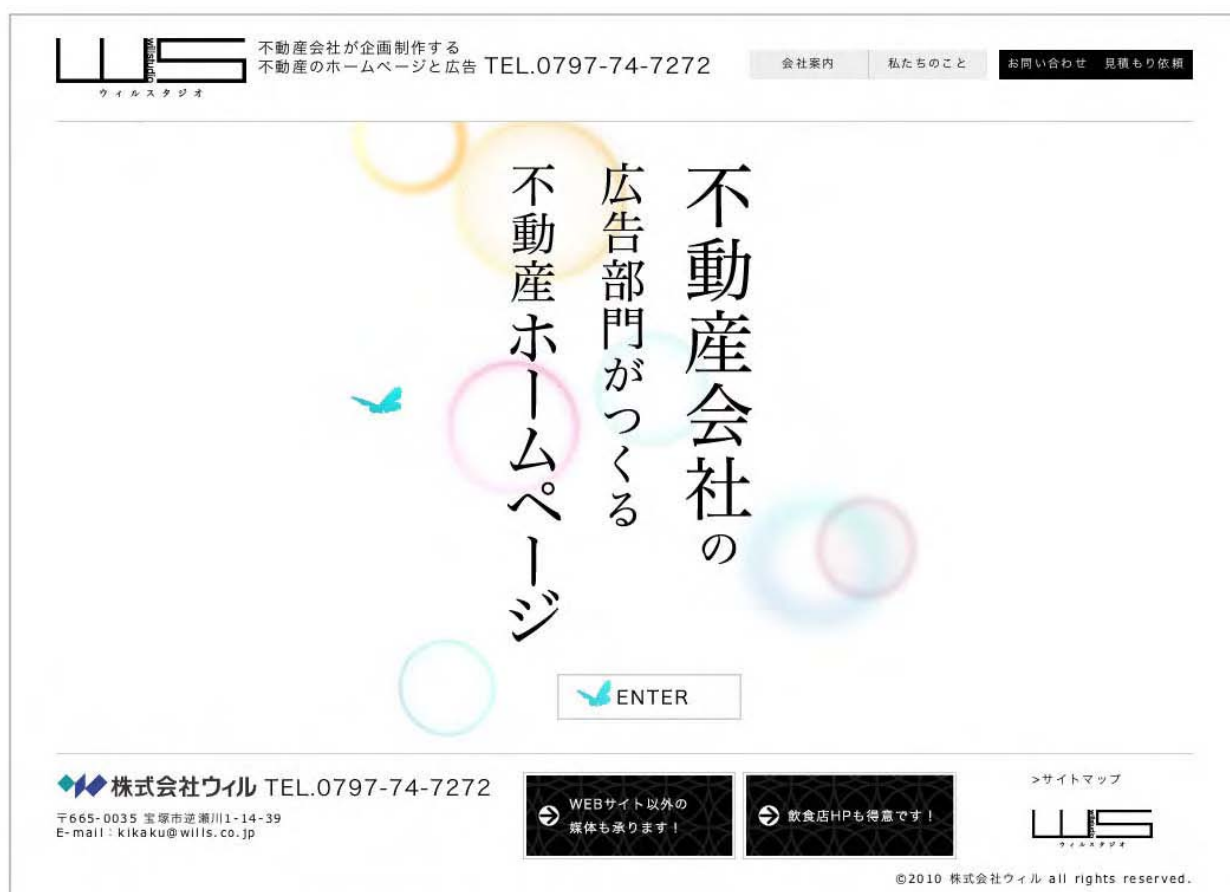 willstudio
ウィルスタジオ
不動産会社が企画制作する
不動産のホームページと広告 TEL.0797-74-7272
会社案内 私たちのこと お問い合わせ 見積もり依頼
不動産会社の
広告部門がつくる
不動産ホームページ
ENTER
株式会社ウィル TEL.0797-74-7272
〒665-0035 宝塚市逆瀬川1-14-39
E-mail：kikaku@wills.co.jp
WEBサイト以外の
媒体も承ります！
飲食店HPも得意です！
>サイトマップ
willstudio
ウィルスタジオ
©2010 株式会社ウィル all rights reserved.